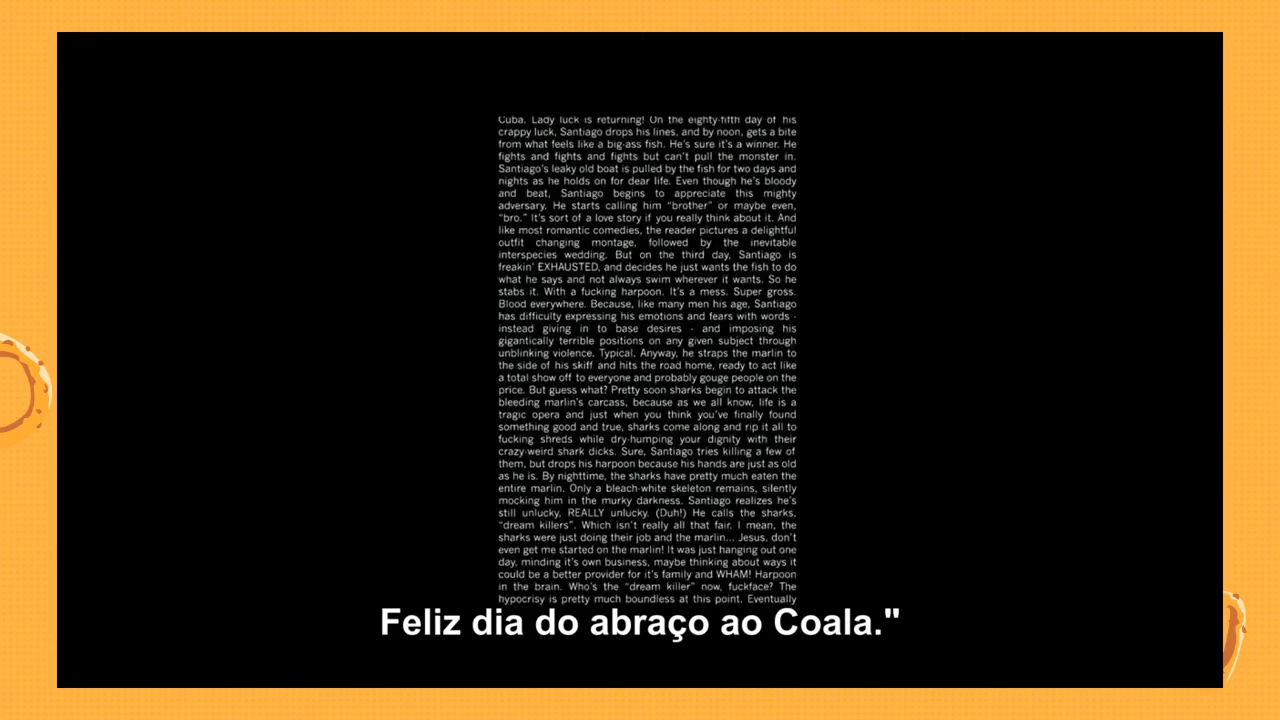 Cuba. Lady luck is returning! On the eighty-fifth day of his
crappy luck, Santiago drops his lines, and by noon, gets a bite
from what feels like a big-ass fish. He's sure it's a winner. He
fights and fights and fights but can't pull the monster in.
Santiago's leaky old boat is pulled by the fish for two days and
nights as he holds on for dear life. Even though he's bloody
and beat, Santiago begins to appreciate this mighty
adversary. He starts calling him “brother” or maybe even,
“bro.” It's sort of a love story if you really think about it. And
like most romantic comedies, the reader pictures a delightful
outfit changing montage, followed by the inevitable
interspecies wedding. But on the third day, Santiago is
freakin' EXHAUSTED, and decides he just wants the fish to do
what he says and not always swim wherever it wants. So he
stabs it. With a fucking harpoon. It's a mess. Super gross.
Blood everywhere. Because, like many men his age, Santiago
has difficulty expressing his emotions and fears with words -
instead giving in to base desires - and imposing his
gigantically terrible positions on any given subject through
unblinking violence. Typical. Anyway, he straps the marlin to
the side of his skiff and hits the road home, ready to act like
a total show off to everyone and probably gouge people on the
price. But guess what? Pretty soon sharks begin to attack the
bleeding marlin's carcass, because as we all know, life is a
tragic opera and just when you think you've finally found
something good and true, sharks come along and rip it all to
fucking shreds while dry-humping your dignity with their
crazy-weird shark dicks. Sure, Santiago tries killing a few of
them, but drops his harpoon because his hands are just as old
as he is. By nighttime, the sharks have pretty much eaten the
entire marlin. Only a bleach-white skeleton remains, silently
mocking him in the murky darkness. Santiago realizes he's
still unlucky, REALLY unlucky. (Duh!) He calls the sharks,
“dream killers”. Which isn't really all that fair. I mean, the
sharks were just doing their job and the marlin... Jesus, don't
even get me started on the marlin! It was just hanging out one
day, minding it's own business, maybe thinking about ways it
could be a better provider for it's family and WHAM! Harpoon
in the brain. Who's the “dream killer” now, fuckface? The
hypocrisy is pretty much boundless at this point. Eventually
Feliz dia do abraço ao Coala."